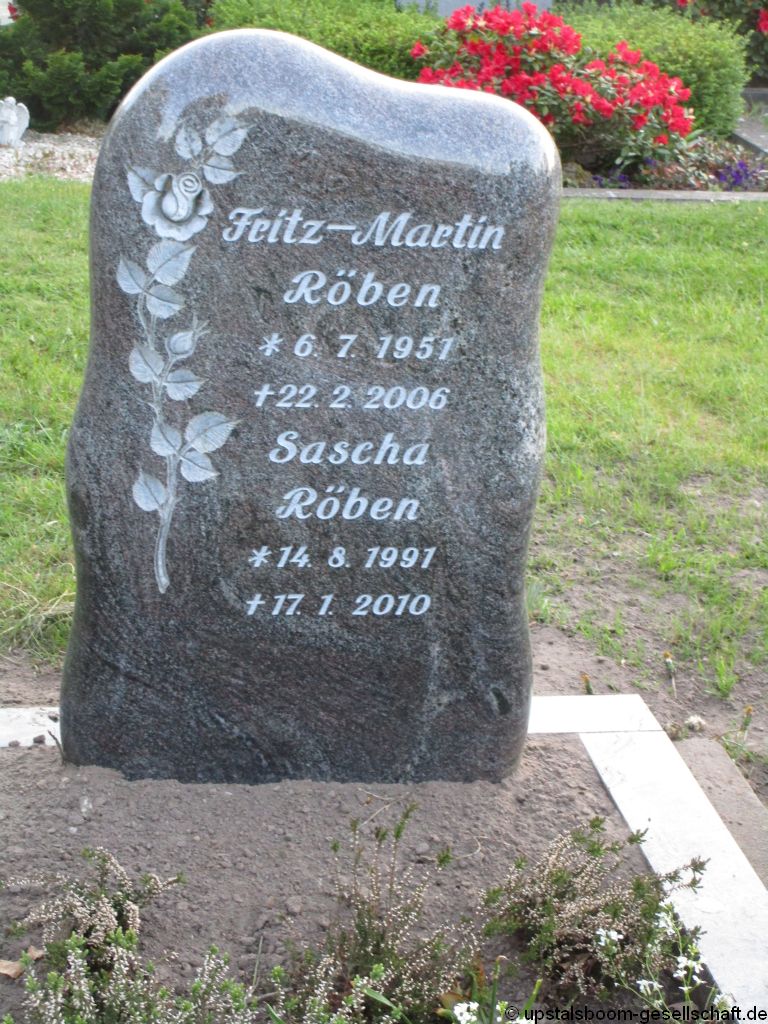 Fritz-Martin
Röben
* 6. 7. 1951
† 22. 2. 2006
Sascha
Röben
* 14. 8. 1991
† 17. 1. 2010
© upstalsboom-gesellschaft.de